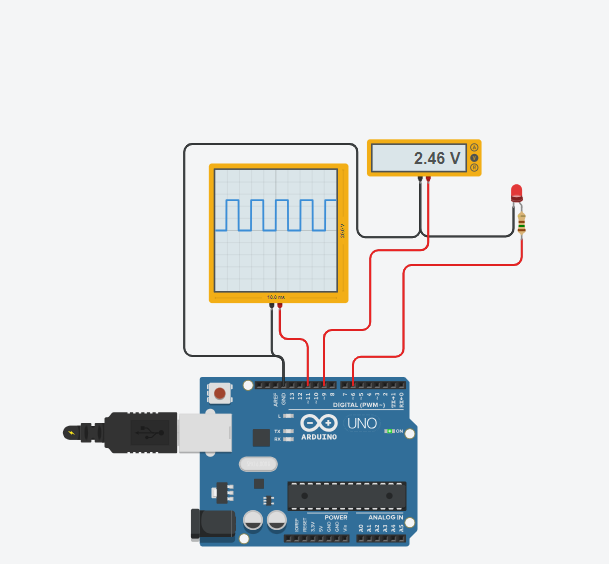 2.46 V
A
V
R
10.0 ms
AREF
GND
13
12
~11
~10
~9
8
7
~6
~5
4
~3
2
TX→1
RX←0
DIGITAL (PWM~)
L
TX
RX
ARDUINO
UNO
ON
POWER
ANALOG IN
IOREF
RESET
3.3V
5V
GND
GND
Vin
A0
A1
A2
A3
A4
A5